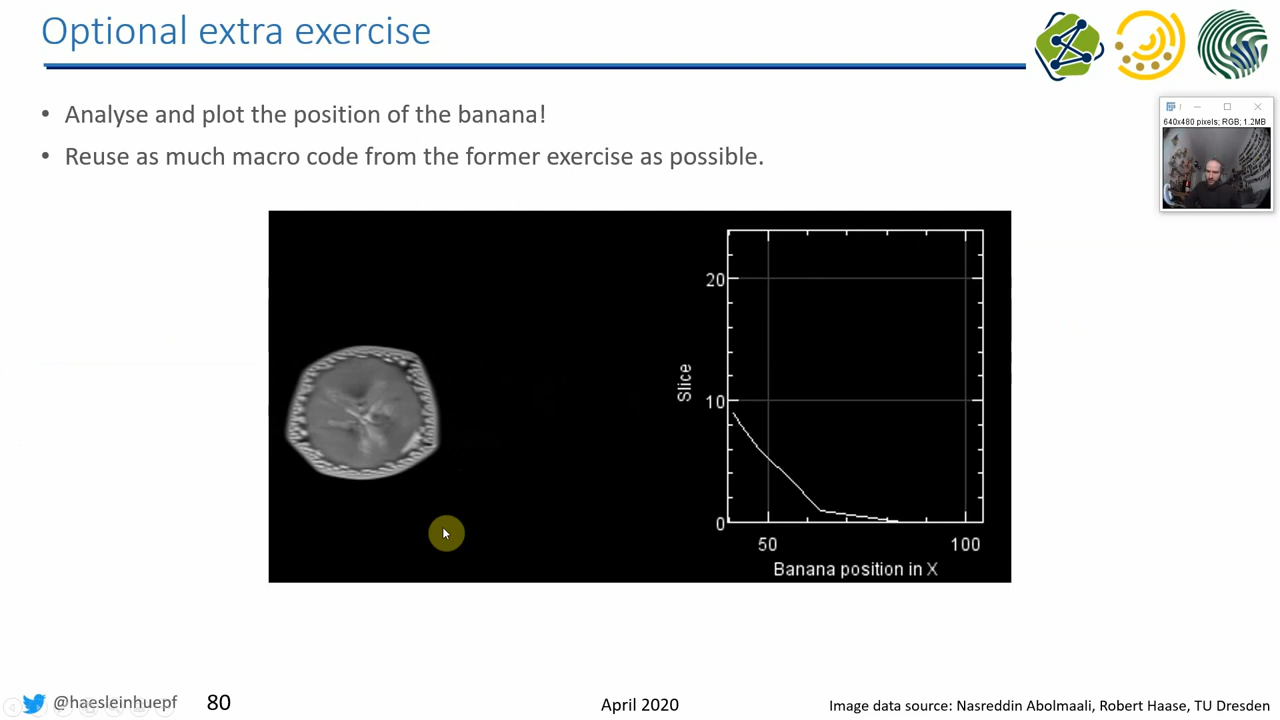 Optional extra exercise
• Analyse and plot the position of the banana!
• Reuse as much macro code from the former exercise as possible.
640x480 pixels; RGB; 1.2MB
20
Slice
10
0
50
100
Banana position in X
@haesleinhuepf
80
April 2020
Image data source: Nasreddin Abolmaali, Robert Haase, TU Dresden